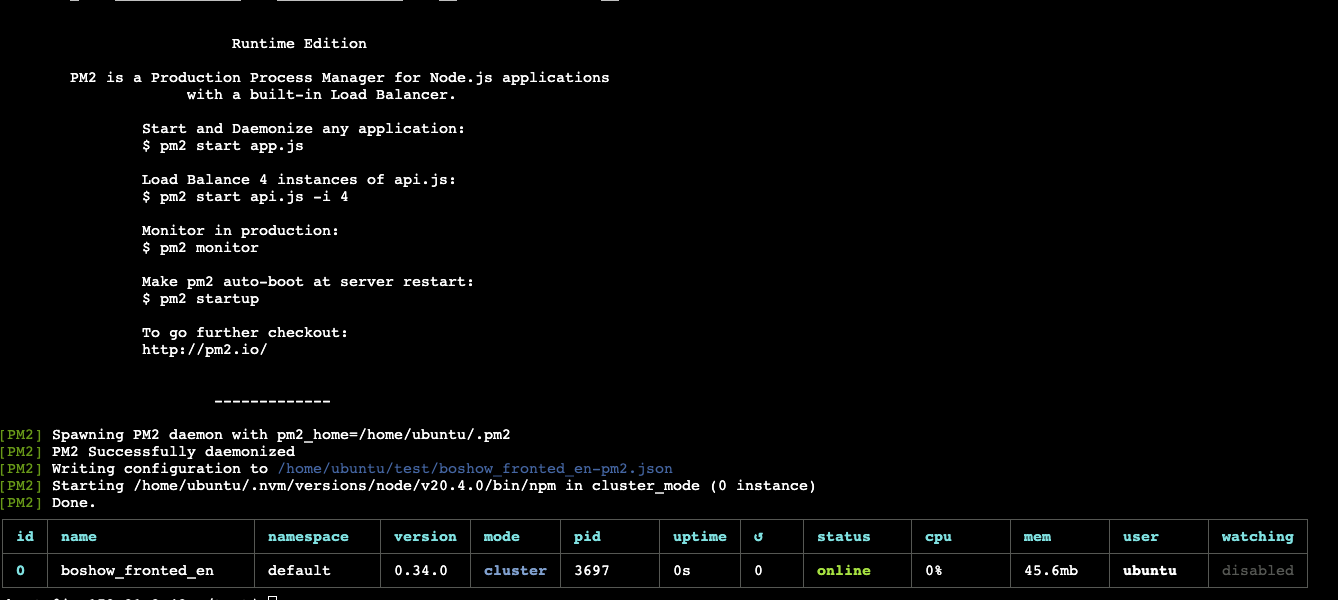 Runtime Edition
PM2 is a Production Process Manager for Node.js applications
with a built-in Load Balancer.
Start and Daemonize any application:
$ pm2 start app.js
Load Balance 4 instances of api.js:
$ pm2 start api.js -i 4
Monitor in production:
$ pm2 monitor
Make pm2 auto-boot at server restart:
$ pm2 startup
To go further checkout:
http://pm2.io/
-------------
[PM2] Spawning PM2 daemon with pm2_home=/home/ubuntu/.pm2
[PM2] PM2 Successfully daemonized
[PM2] Writing configuration to /home/ubuntu/test/boshow_fronted_en-pm2.json
[PM2] Starting /home/ubuntu/.nvm/versions/node/v20.4.0/bin/npm in cluster_mode (0 instance)
[PM2] Done.
id name namespace version mode pid uptime ↺ status cpu mem user watching
0 boshow_fronted_en default 0.34.0 cluster 3697 0s 0 online 0% 45.6mb ubuntu disabled